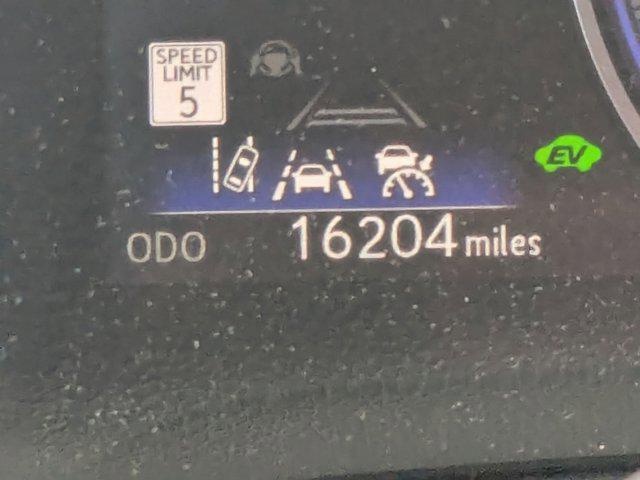 SPEED
LIMIT
5
EV
ODO 16204 miles